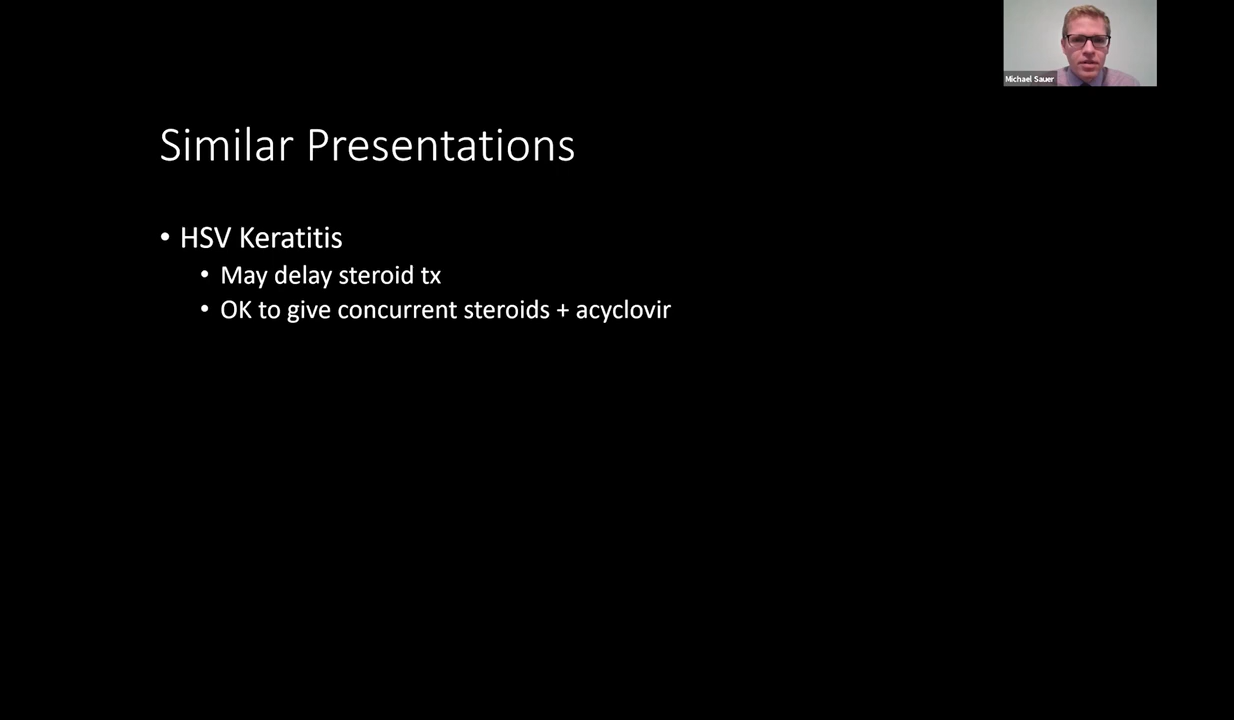 Michael Sauer
Similar Presentations
• HSV Keratitis
• May delay steroid tx
• OK to give concurrent steroids + acyclovir